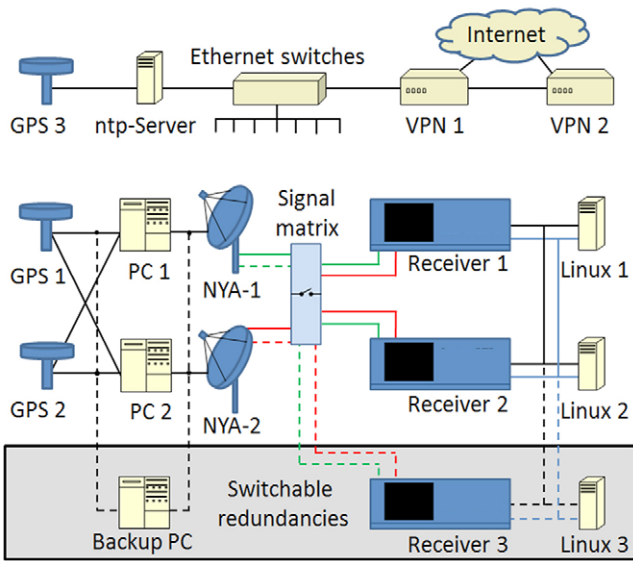 Internet
Ethernet switches
GPS 3
ntp-Server
VPN 1
VPN 2
Signal
matrix
GPS 1
PC 1
NYA-1
Receiver 1
Linux 1
GPS 2
PC 2
NYA-2
Receiver 2
Linux 2
Switchable
redundancies
Backup PC
Receiver 3
Linux 3